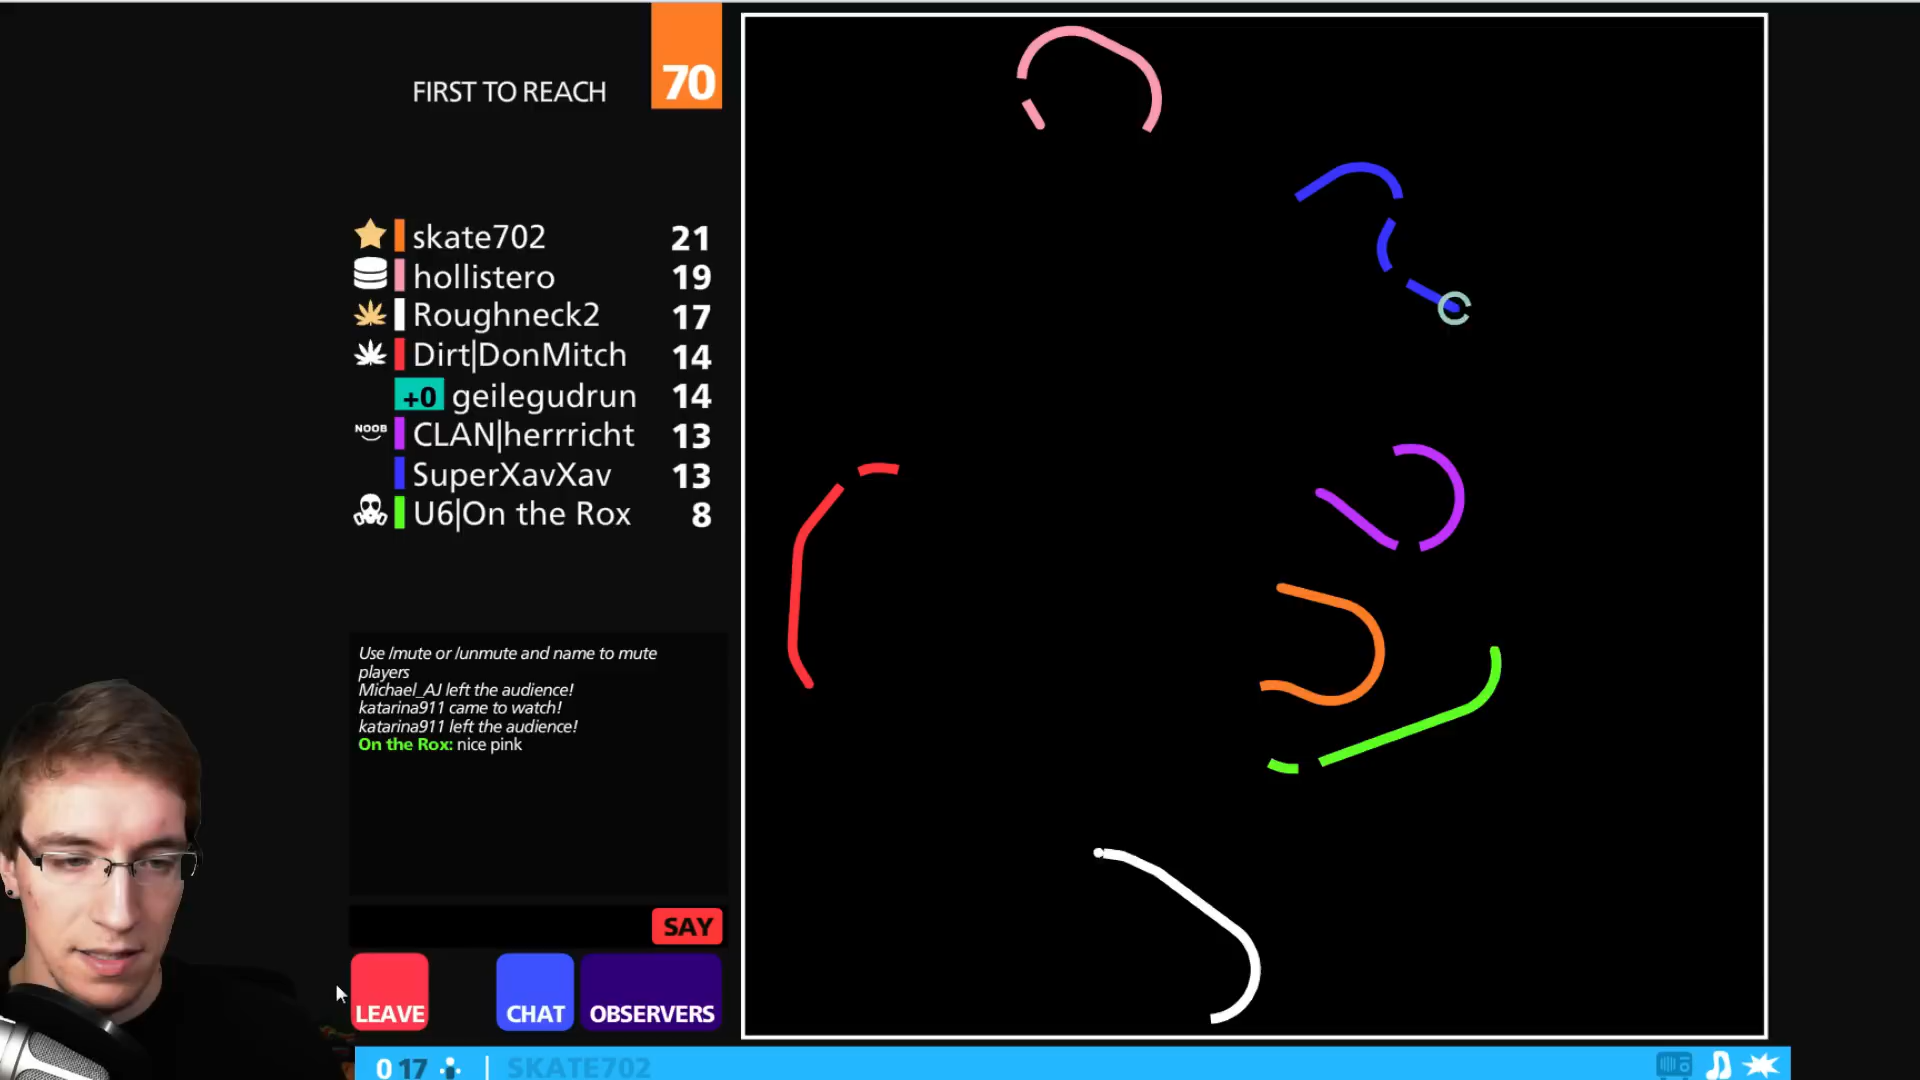 FIRST TO REACH 70
skate702 21
hollistero 19
Roughneck2 17
Dirt|DonMitch 14
+0 geilegudrun 14
NOOB CLAN|herrricht 13
SuperXavXav 13
U6|On the Rox 8
Use /mute or /unmute and name to mute
players
Michael_AJ left the audience!
katarina911 came to watch!
katarina911 left the audience!
On the Rox: nice pink
SAY
LEAVE CHAT OBSERVERS
0 17 | SKATE702